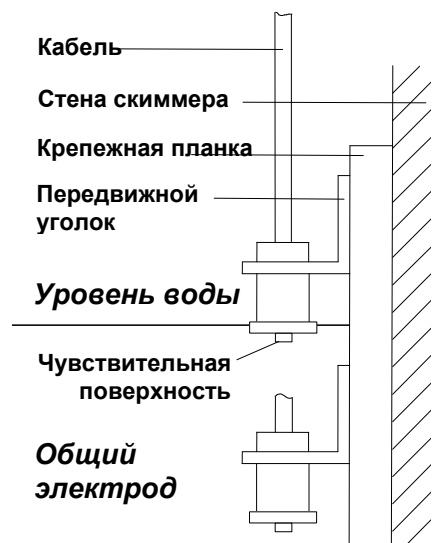 Кабель
Стена скиммера
Крепежная планка
Передвижной
уголок
Уровень воды
Чувствительная
поверхность
Общий
электрод